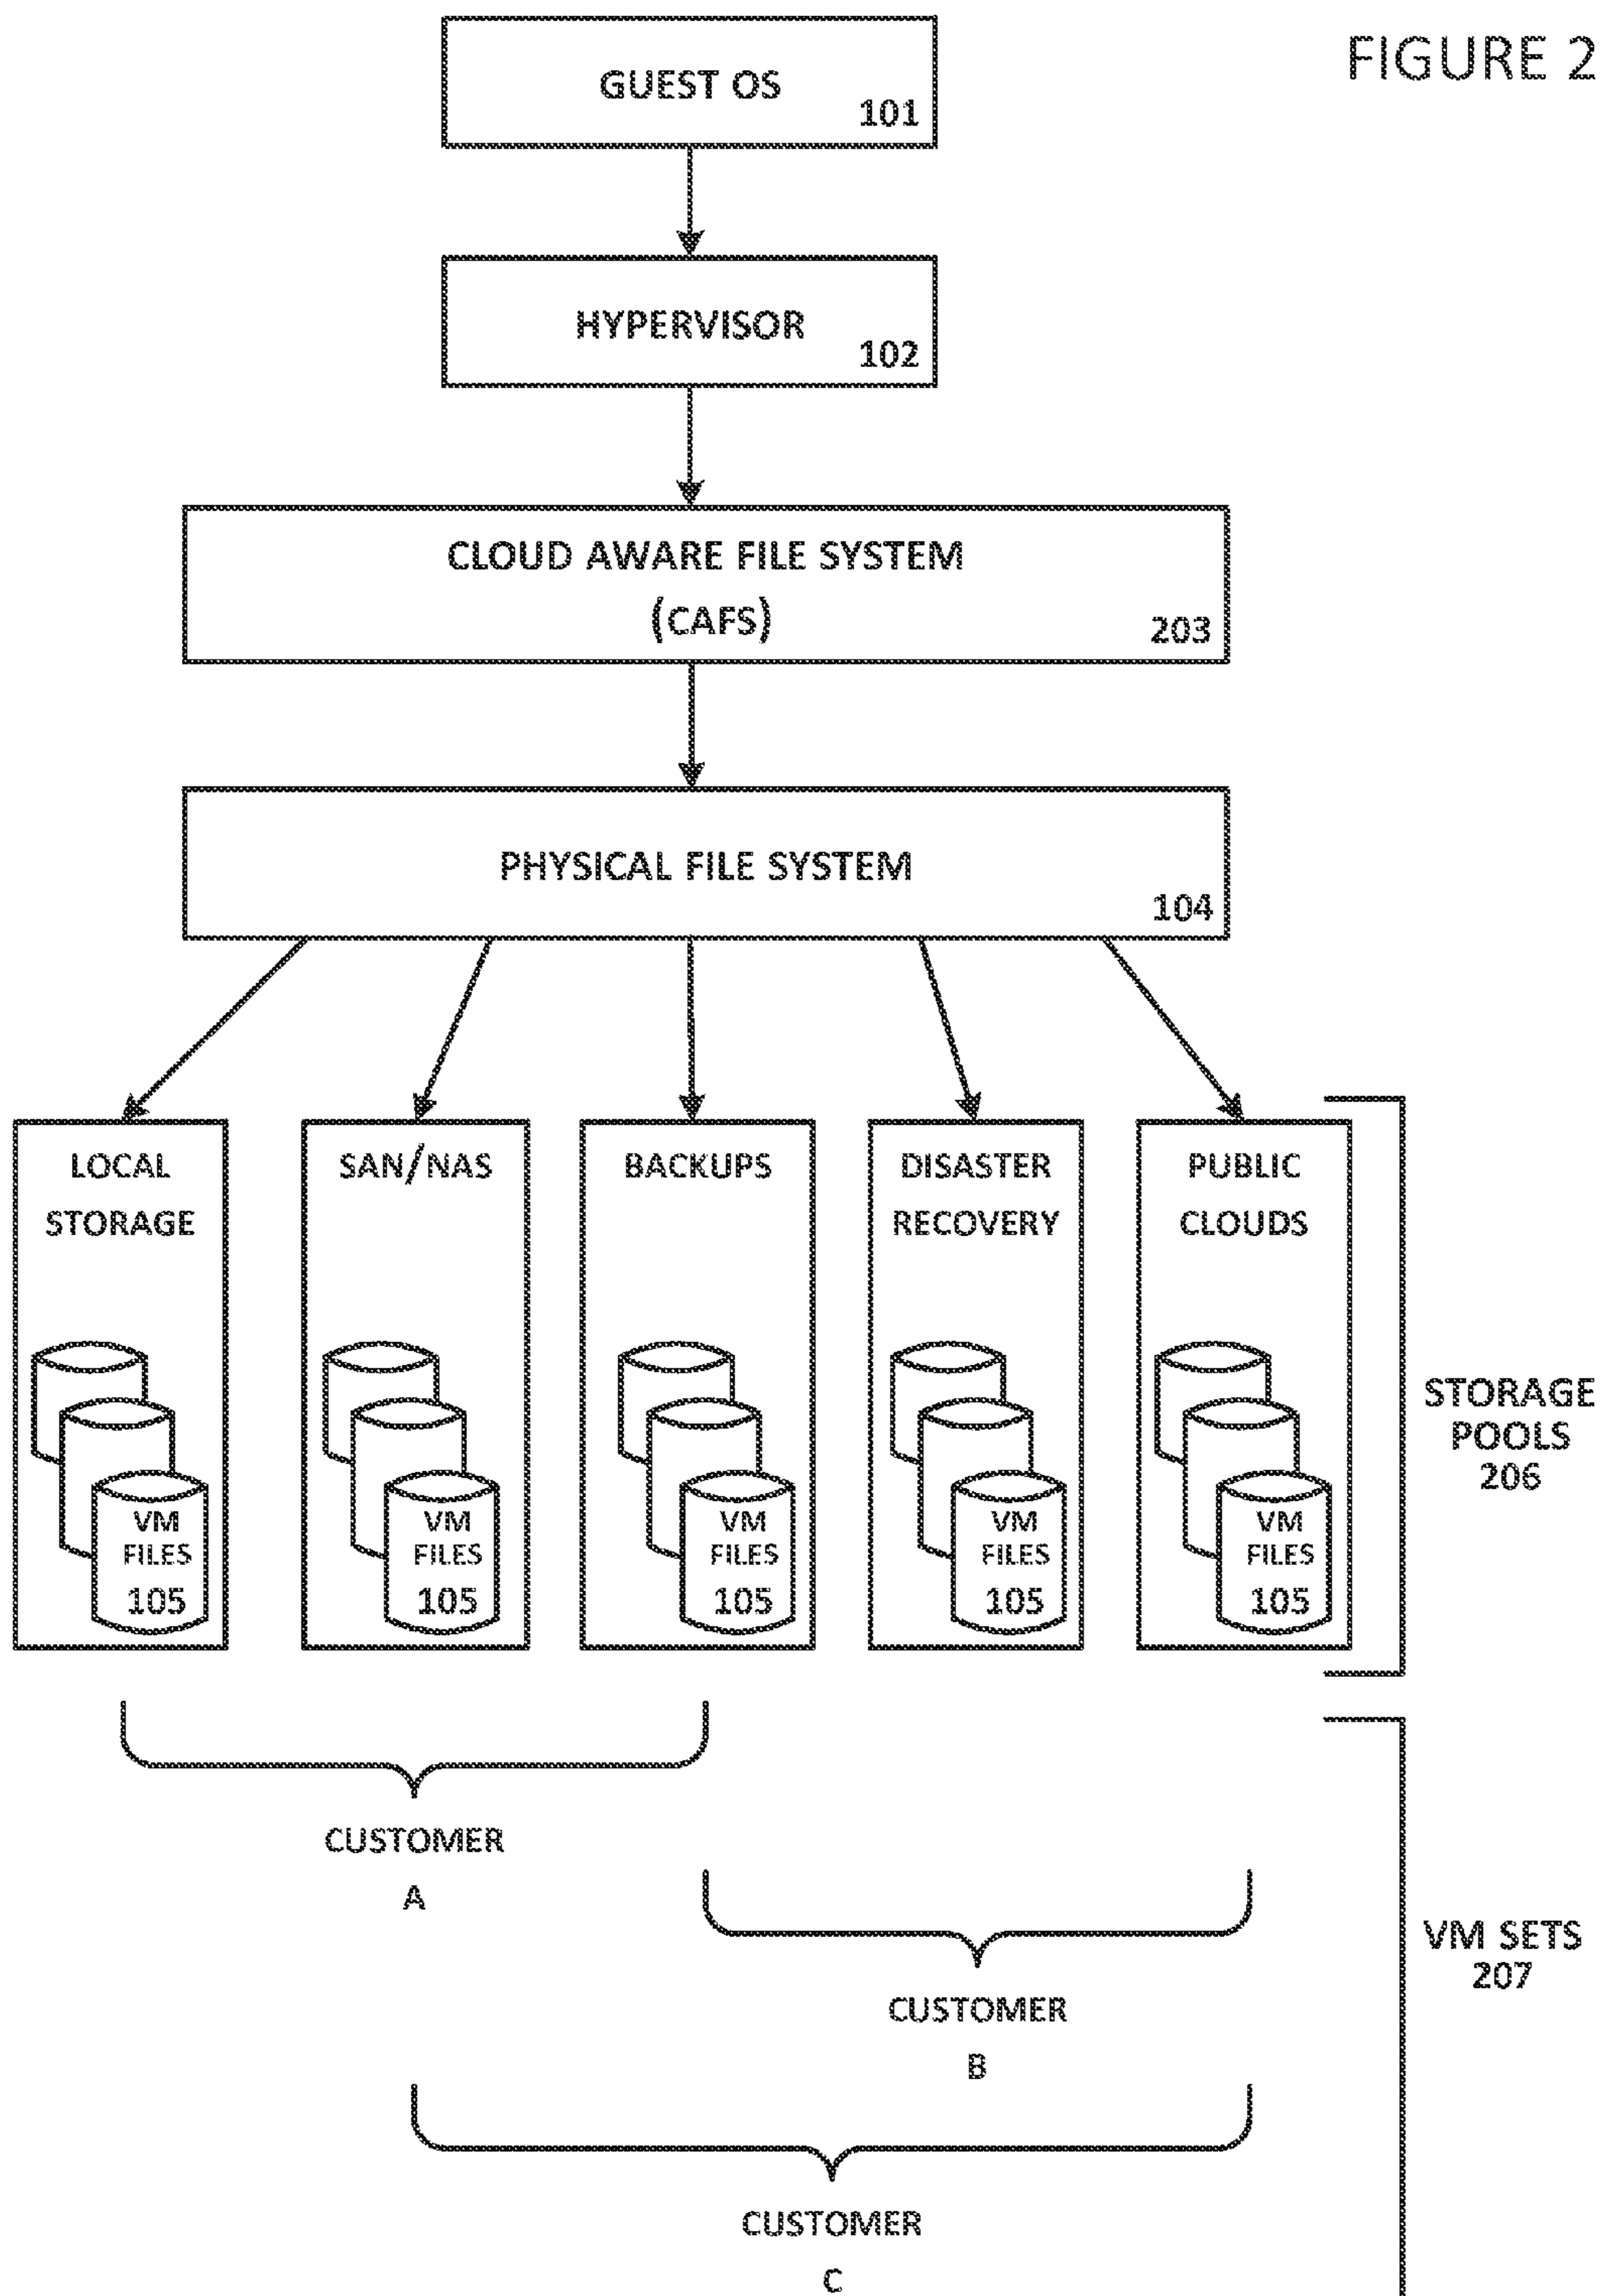 FIGURE 2
GUEST OS
101
HYPERVISOR
102
CLOUD AWARE FILE SYSTEM
(CAFS)
203
PHYSICAL FILE SYSTEM
104
LOCAL
STORAGE
SAN/NAS
BACKUPS
DISASTER
RECOVERY
PUBLIC
CLOUDS
VM
FILES
105
VM
FILES
105
VM
FILES
105
VM
FILES
105
VM
FILES
105
STORAGE
POOLS
206
CUSTOMER
A
CUSTOMER
B
CUSTOMER
C
VM SETS
207